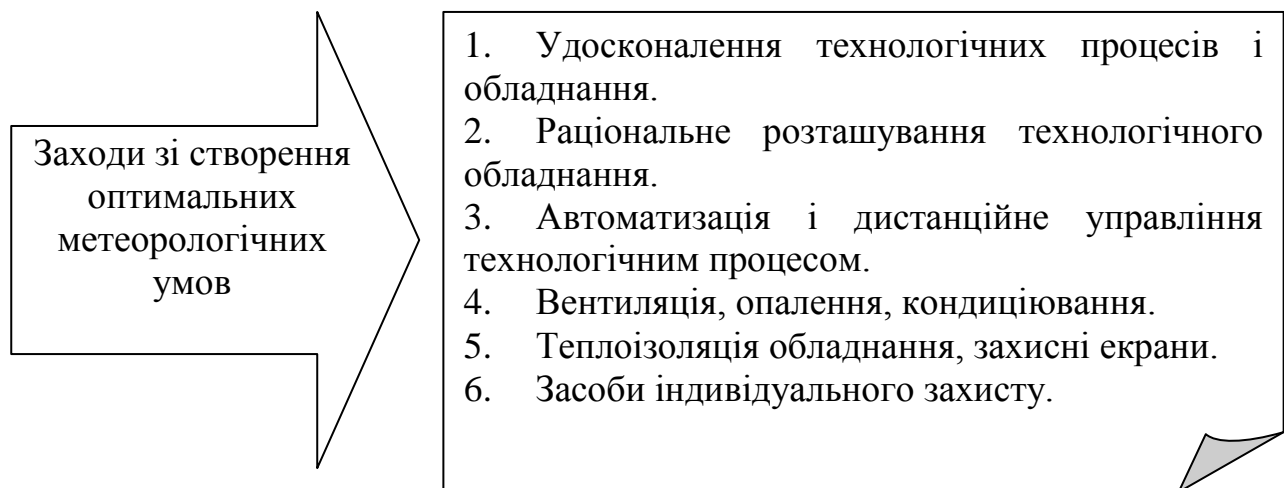 Заходи зі створення
оптимальних
метеорологічних
умов
1. Удосконалення технологічних процесів і
обладнання.
2. Раціональне розташування технологічного
обладнання.
3. Автоматизація і дистанційне управління
технологічним процесом.
4. Вентиляція, опалення, кондиціювання.
5. Теплоізоляція обладнання, захисні екрани.
6. Засоби індивідуального захисту.